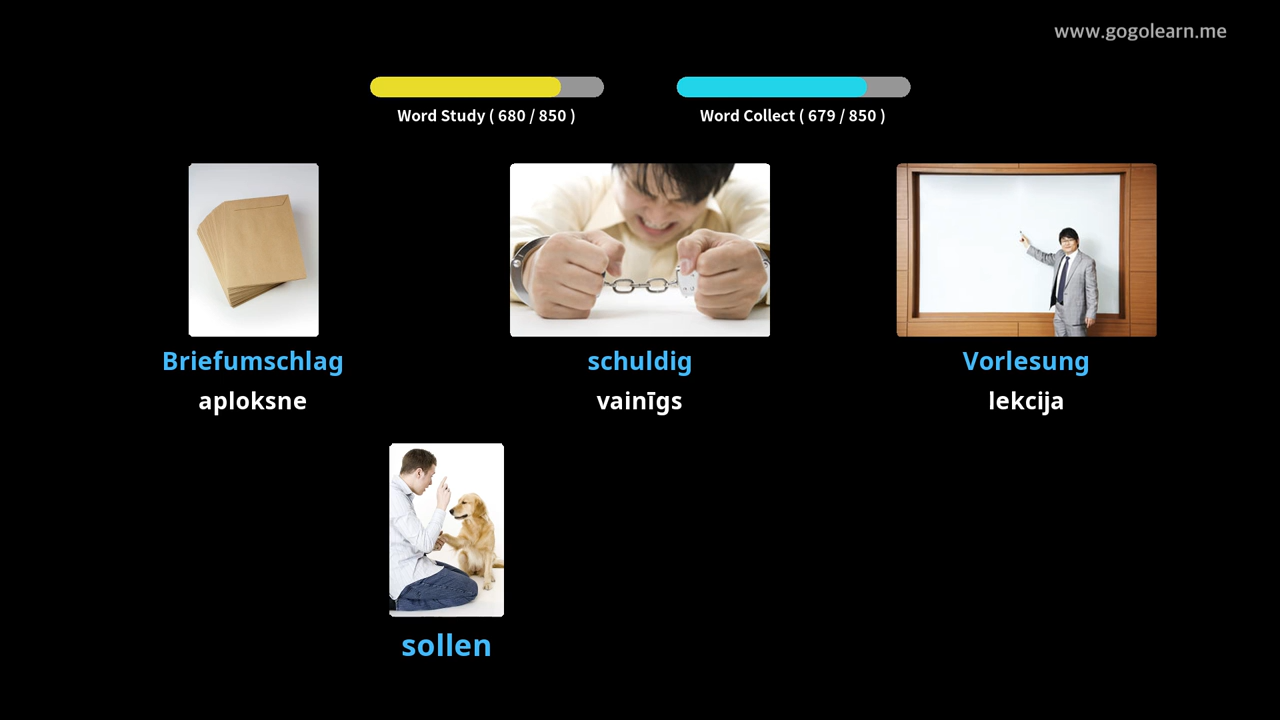 www.gogolearn.me
Word Study ( 680 / 850 )
Word Collect ( 679 / 850 )
Briefumschlag
schuldig
Vorlesung
aploksne
vainīgs
lekcija
sollen